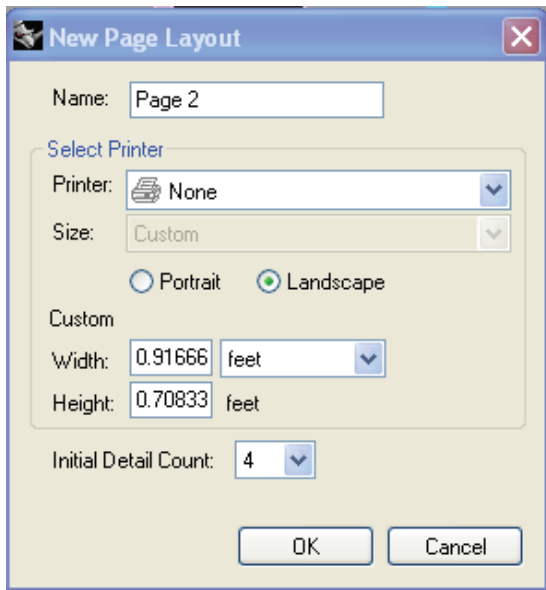 New Page Layout
Name: Page 2
Select Printer
Printer: None
Size: Custom
Portrait Landscape
Custom
Width: 0.91666 feet
Height: 0.70833 feet
Initial Detail Count: 4
OK Cancel